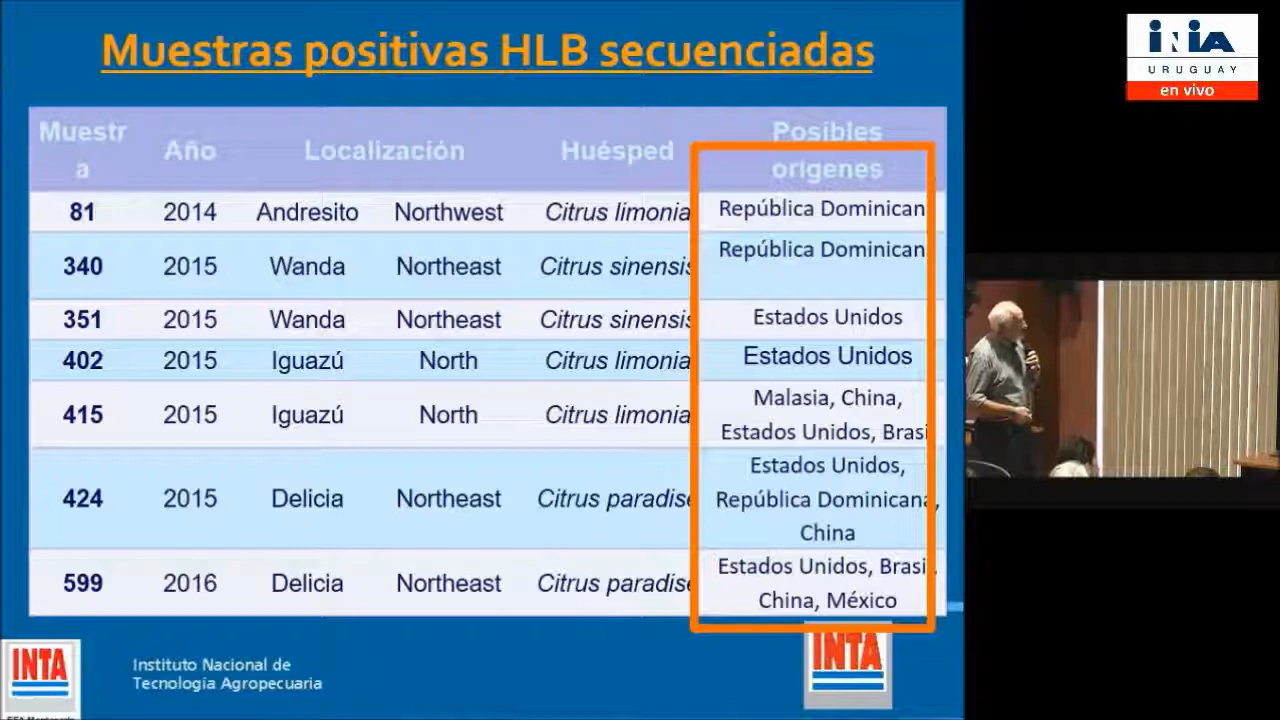 Muestras positivas HLB secuenciadas
INIA
URUGUAY
en vivo
Muestr
a
Año
Localización
Huésped
Posibles
orígenes
81 2014 Andresito Northwest Citrus limonia República Dominican
340 2015 Wanda Northeast Citrus sinensis República Dominican
351 2015 Wanda Northeast Citrus sinensis Estados Unidos
402 2015 Iguazú North Citrus limonia Estados Unidos
415 2015 Iguazú North Citrus limonia Malasia, China,
Estados Unidos, Brasi
424 2015 Delicia Northeast Citrus paradise Estados Unidos,
República Dominicana,
China
599 2016 Delicia Northeast Citrus paradise Estados Unidos, Brasi,
China, México
INTA
Instituto Nacional de
Tecnología Agropecuaria
INTA